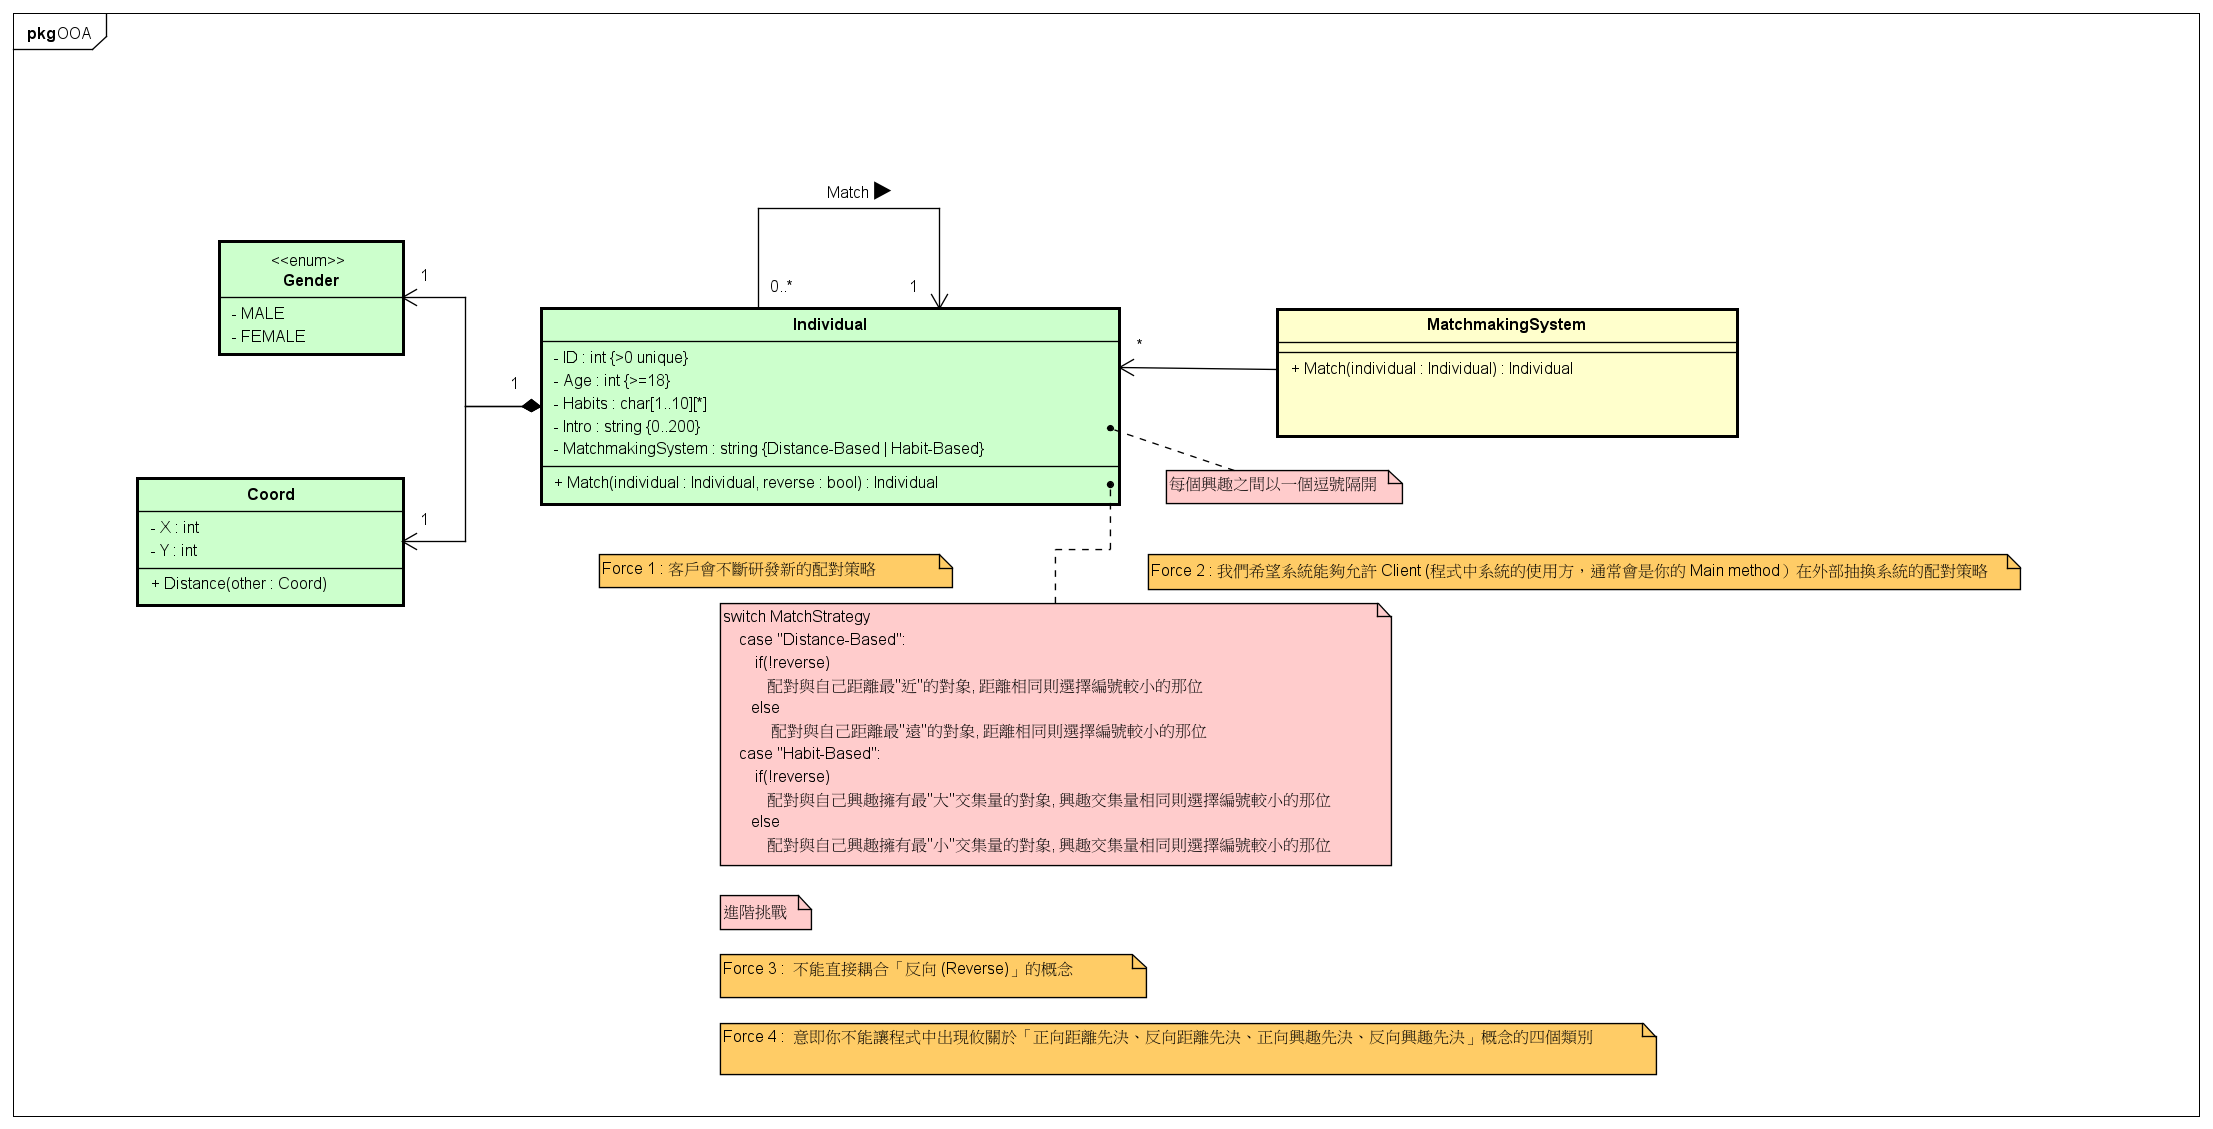 pkg OOA
Match ▶
<<enum>>
Gender
- MALE
- FEMALE
1
0..*
1
Individual
- ID : int {>0 unique}
- Age : int {>=18}
- Habits : char[1..10][*]
- Intro : string {0..200}
- MatchmakingSystem : string {Distance-Based | Habit-Based}
+ Match(individual : Individual, reverse : bool) : Individual
*
MatchmakingSystem
+ Match(individual : Individual) : Individual
1
Coord
- X : int
- Y : int
+ Distance(other : Coord)
1
每個興趣之間以一個逗號隔開
Force 1 : 客戶會不斷研發新的配對策略
Force 2 : 我們希望系統能夠允許 Client (程式中系統的使用方，通常會是你的 Main method）在外部抽換系統的配對策略
switch MatchStrategy
case "Distance-Based":
if(!reverse)
配對與自己距離最"近"的對象, 距離相同則選擇編號較小的那位
else
配對與自己距離最"遠"的對象, 距離相同則選擇編號較小的那位
case "Habit-Based":
if(!reverse)
配對與自己興趣擁有最"大"交集量的對象, 興趣交集量相同則選擇編號較小的那位
else
配對與自己興趣擁有最"小"交集量的對象, 興趣交集量相同則選擇編號較小的那位
進階挑戰
Force 3 : 不能直接耦合「反向 (Reverse)」的概念
Force 4 : 意即你不能讓程式中出現攸關於「正向距離先決、反向距離先決、正向興趣先決、反向興趣先決」概念的四個類別